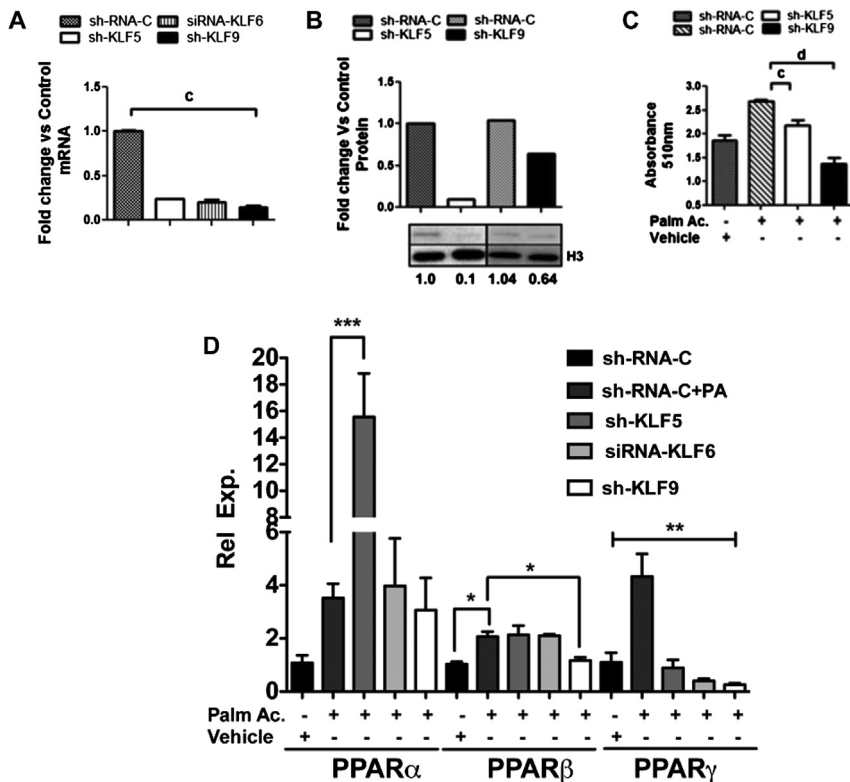 A
sh-RNA-C siRNA-KLF6
sh-KLF5 sh-KLF9
Fold change Vs Control
mRNA
1.5
1.0
0.5
0.0
c
B
sh-RNA-C sh-RNA-C
sh-KLF5 sh-KLF9
Fold change Vs Control
Protein
1.5
1.0
0.5
0.0
H3
1.0 0.1 1.04 0.64
C
sh-RNA-C sh-KLF5
sh-RNA-C sh-KLF9
Absorbance
510nm
3.0
2.5
2.0
1.5
1.0
0.5
d
c
Palm Ac. - + + +
Vehicle + - - -
D
Rel Exp.
20
18
16
14
12
10
8
6
4
2
0
***
*
*
**
sh-RNA-C
sh-RNA-C+PA
sh-KLF5
siRNA-KLF6
sh-KLF9
Palm Ac. - + + + + - + + + + - + + + +
Vehicle + - - - - + - - - - + - - - -
PPARα PPARβ PPARγ